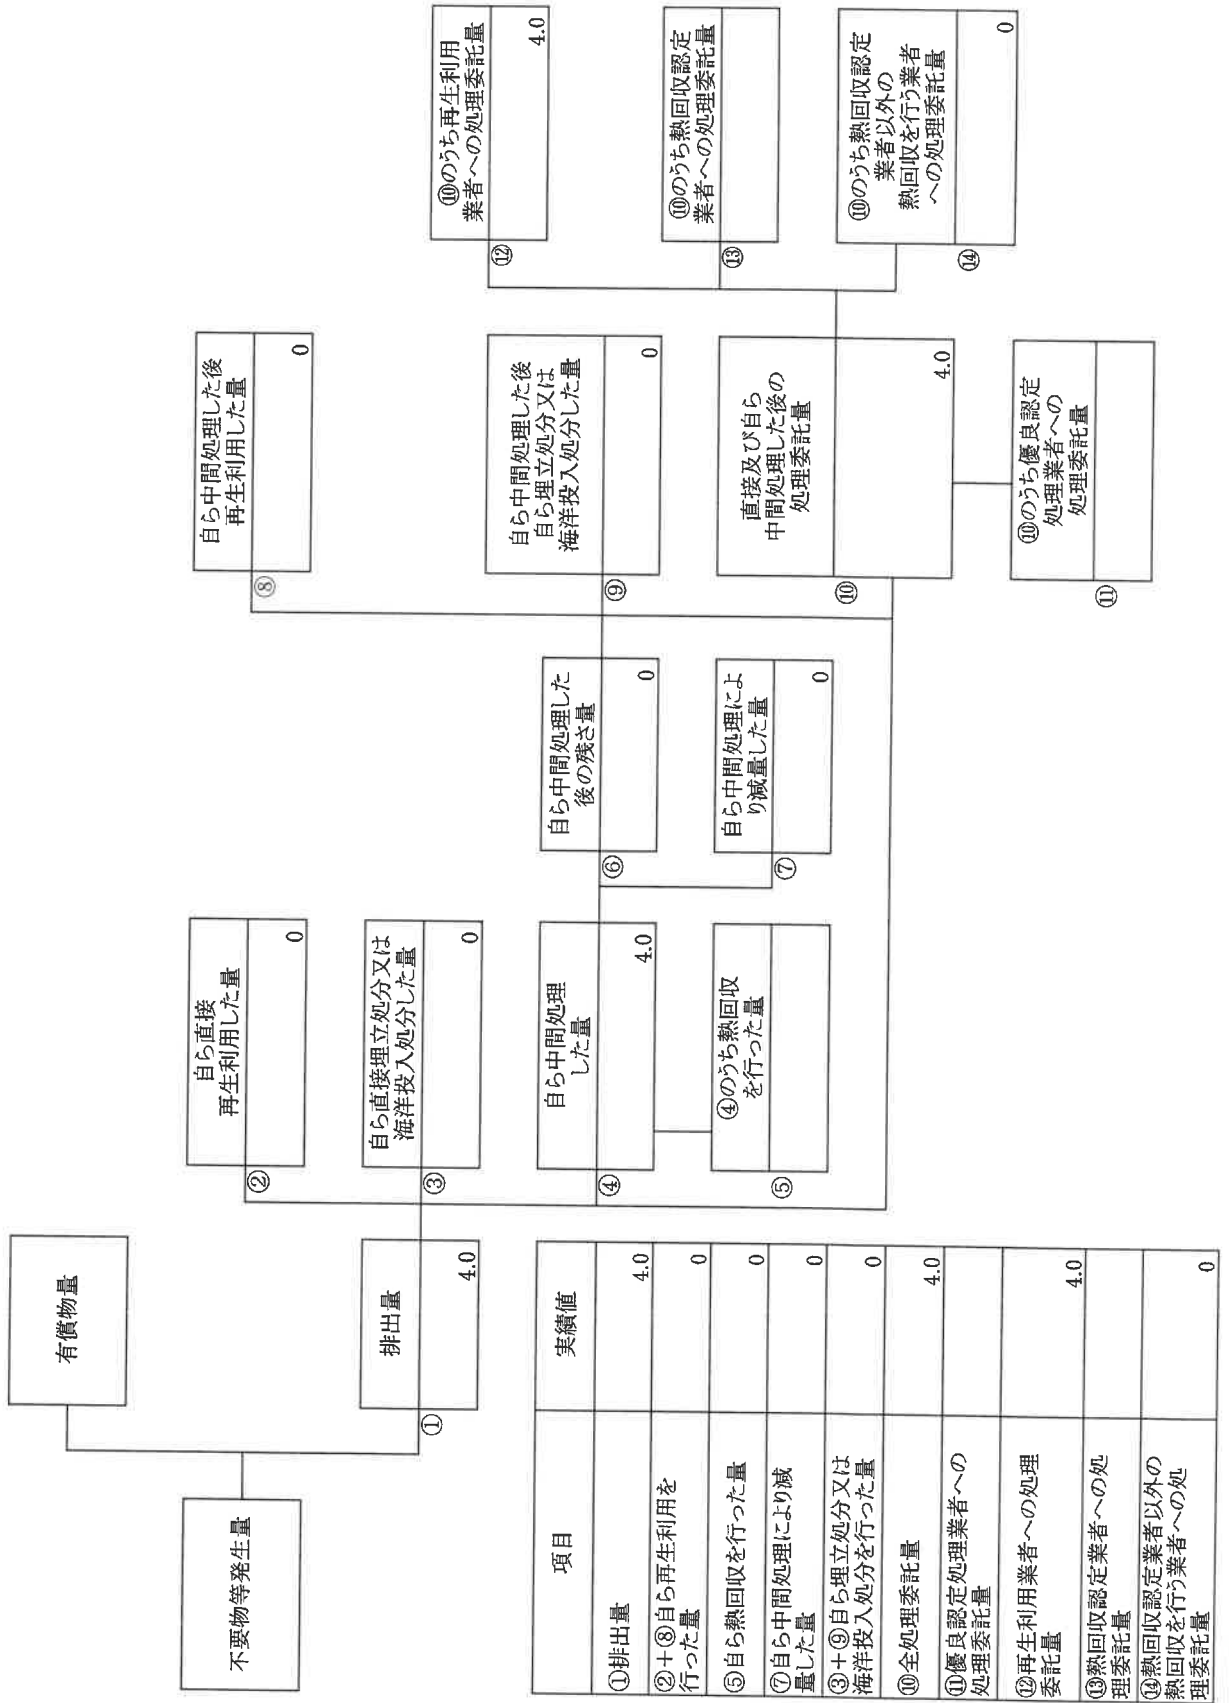 不要物等発生量
有償物量
①
排出量
4.0
②
自ら直接
再生利用した量
0
③
自ら直接埋立処分又は
海洋投入処分した量
0
④
自ら中間処理
した量
4.0
⑤
④のうち熱回収
を行った量
⑥
自ら中間処理した
後の残さ量
0
⑦
自ら中間処理によ
り減量した量
0
⑧
自ら中間処理した後
再生利用した量
0
⑨
自ら中間処理した後
自ら埋立処分又は
海洋投入処分した量
0
⑩
直接及び自ら
中間処理した後の
処理委託量
4.0
⑪
⑩のうち優良認定
処理業者への
処理委託量
⑫
⑩のうち再生利用
業者への処理委託量
4.0
⑬
⑩のうち熱回収認定
業者への処理委託量
⑭
⑩のうち熱回収認定
業者以外の
熱回収を行う業者
への処理委託量
0
項目
実績値
①排出量
4.0
②+⑧自ら再生利用を
行った量
0
⑤自ら熱回収を行った量
0
⑦自ら中間処理により減
量した量
0
③+⑨自ら埋立処分又は
海洋投入処分を行った量
0
⑩全処理委託量
4.0
⑪優良認定処理業者への
処理委託量
⑫再生利用業者への処理
委託量
4.0
⑬熱回収認定業者への処
理委託量
⑭熱回収認定業者以外の
熱回収を行う業者への処
理委託量
0